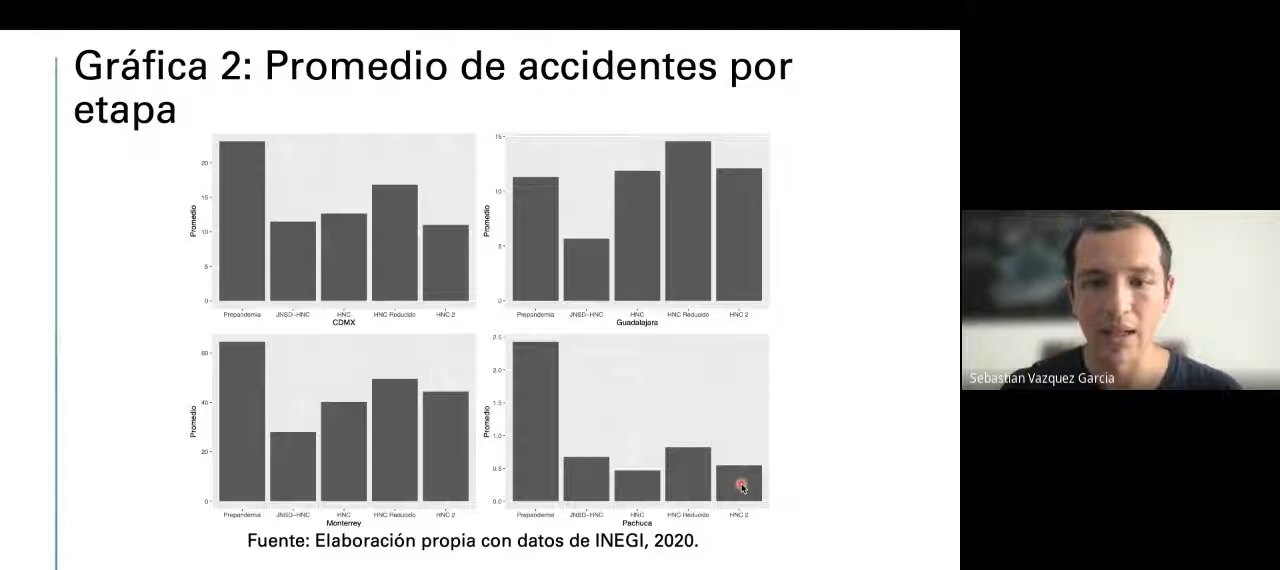 Gráfica 2: Promedio de accidentes por
etapa
Promedio
20
15
10
5
0
Prepandemia JNSD-HNC HNC HNC Reducido HNC 2
CDMX
Promedio
15
10
5
0
Prepandemia JNSD-HNC HNC HNC Reducido HNC 2
Guadalajara
Promedio
60
40
20
0
Prepandemia JNSD-HNC HNC HNC Reducido HNC 2
Monterrey
Promedio
2.5
2.0
1.5
1.0
0.5
0.0
Prepandemia JNSD-HNC HNC HNC Reducido HNC 2
Pachuca
Fuente: Elaboración propia con datos de INEGI, 2020.
Sebastian Vazquez Garcia